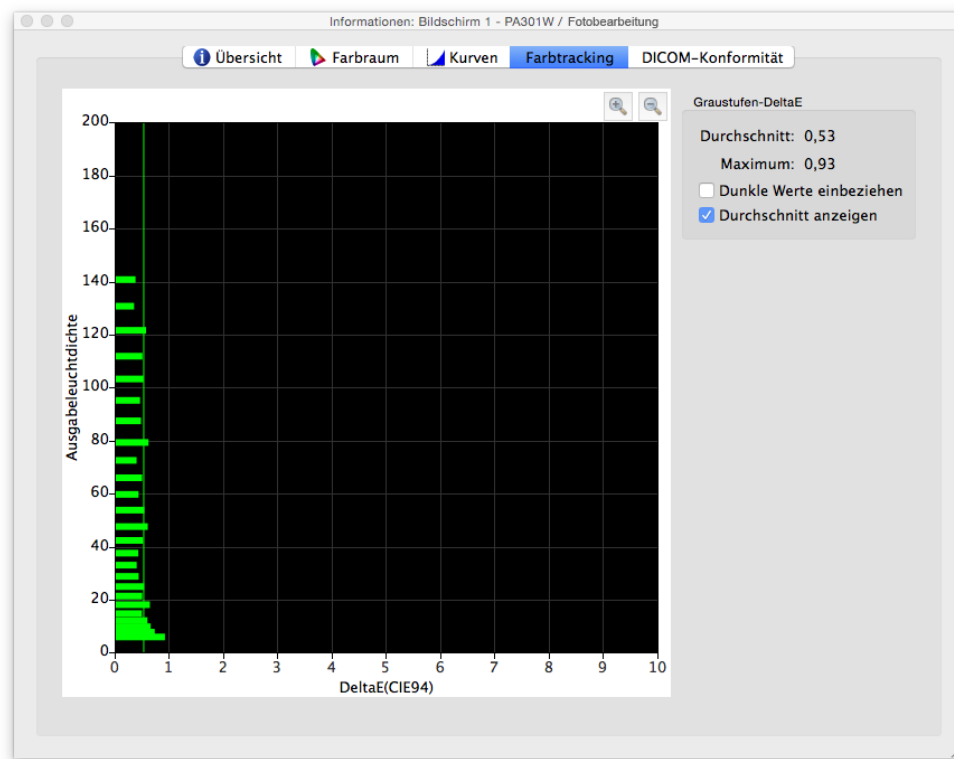 Informationen: Bildschirm 1 - PA301W / Fotobearbeitung
Übersicht Farbraum Kurven Farbtracking DICOM-Konformität
Graustufen-DeltaE
Durchschnitt: 0,53
Maximum: 0,93
Dunkle Werte einbeziehen
Durchschnitt anzeigen
Ausgabeleuchtdichte
200
180
160
140
120
100
80
60
40
20
0
0 1 2 3 4 5 6 7 8 9 10
DeltaE(CIE94)